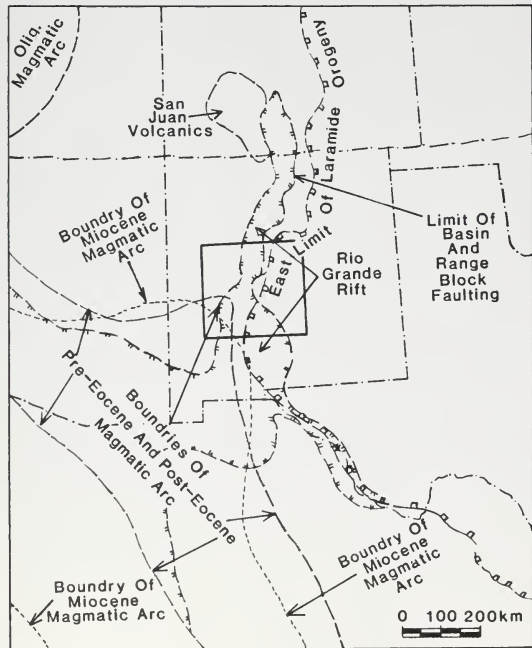 Oliq.
Magmatic
Arc
San
Juan
Volcanics
East Limit Of Laramide Orogeny
Boundry Of
Miocene
Magmatic
Arc
Limit Of
Basin
And
Range
Block
Faulting
Rio
Grande
Rift
Boundries Of
Pre-Eocene And Post-Eocene
Magmatic Arc
Boundry Of
Miocene
Magmatic
Arc
Boundry Of
Miocene
Magmatic Arc
0 100 200km